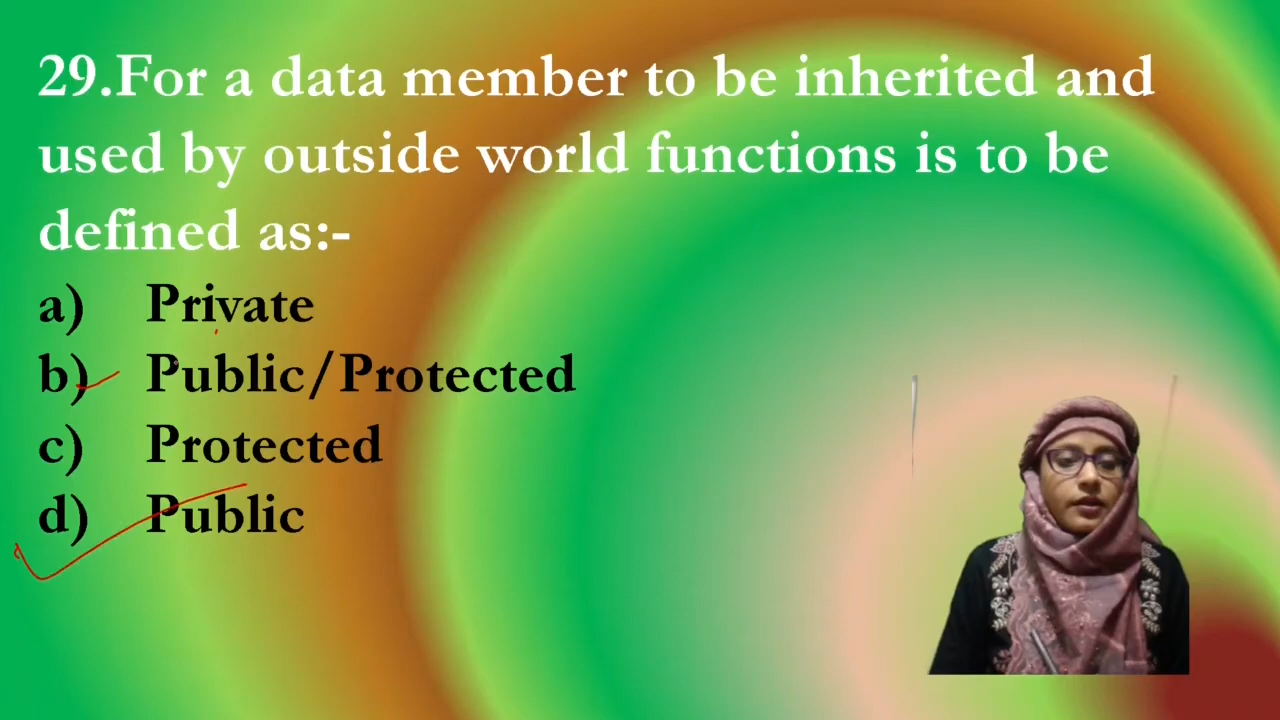 29.For a data member to be inherited and
used by outside world functions is to be
defined as:-
a) Private
b) Public/Protected
c) Protected
d) Public